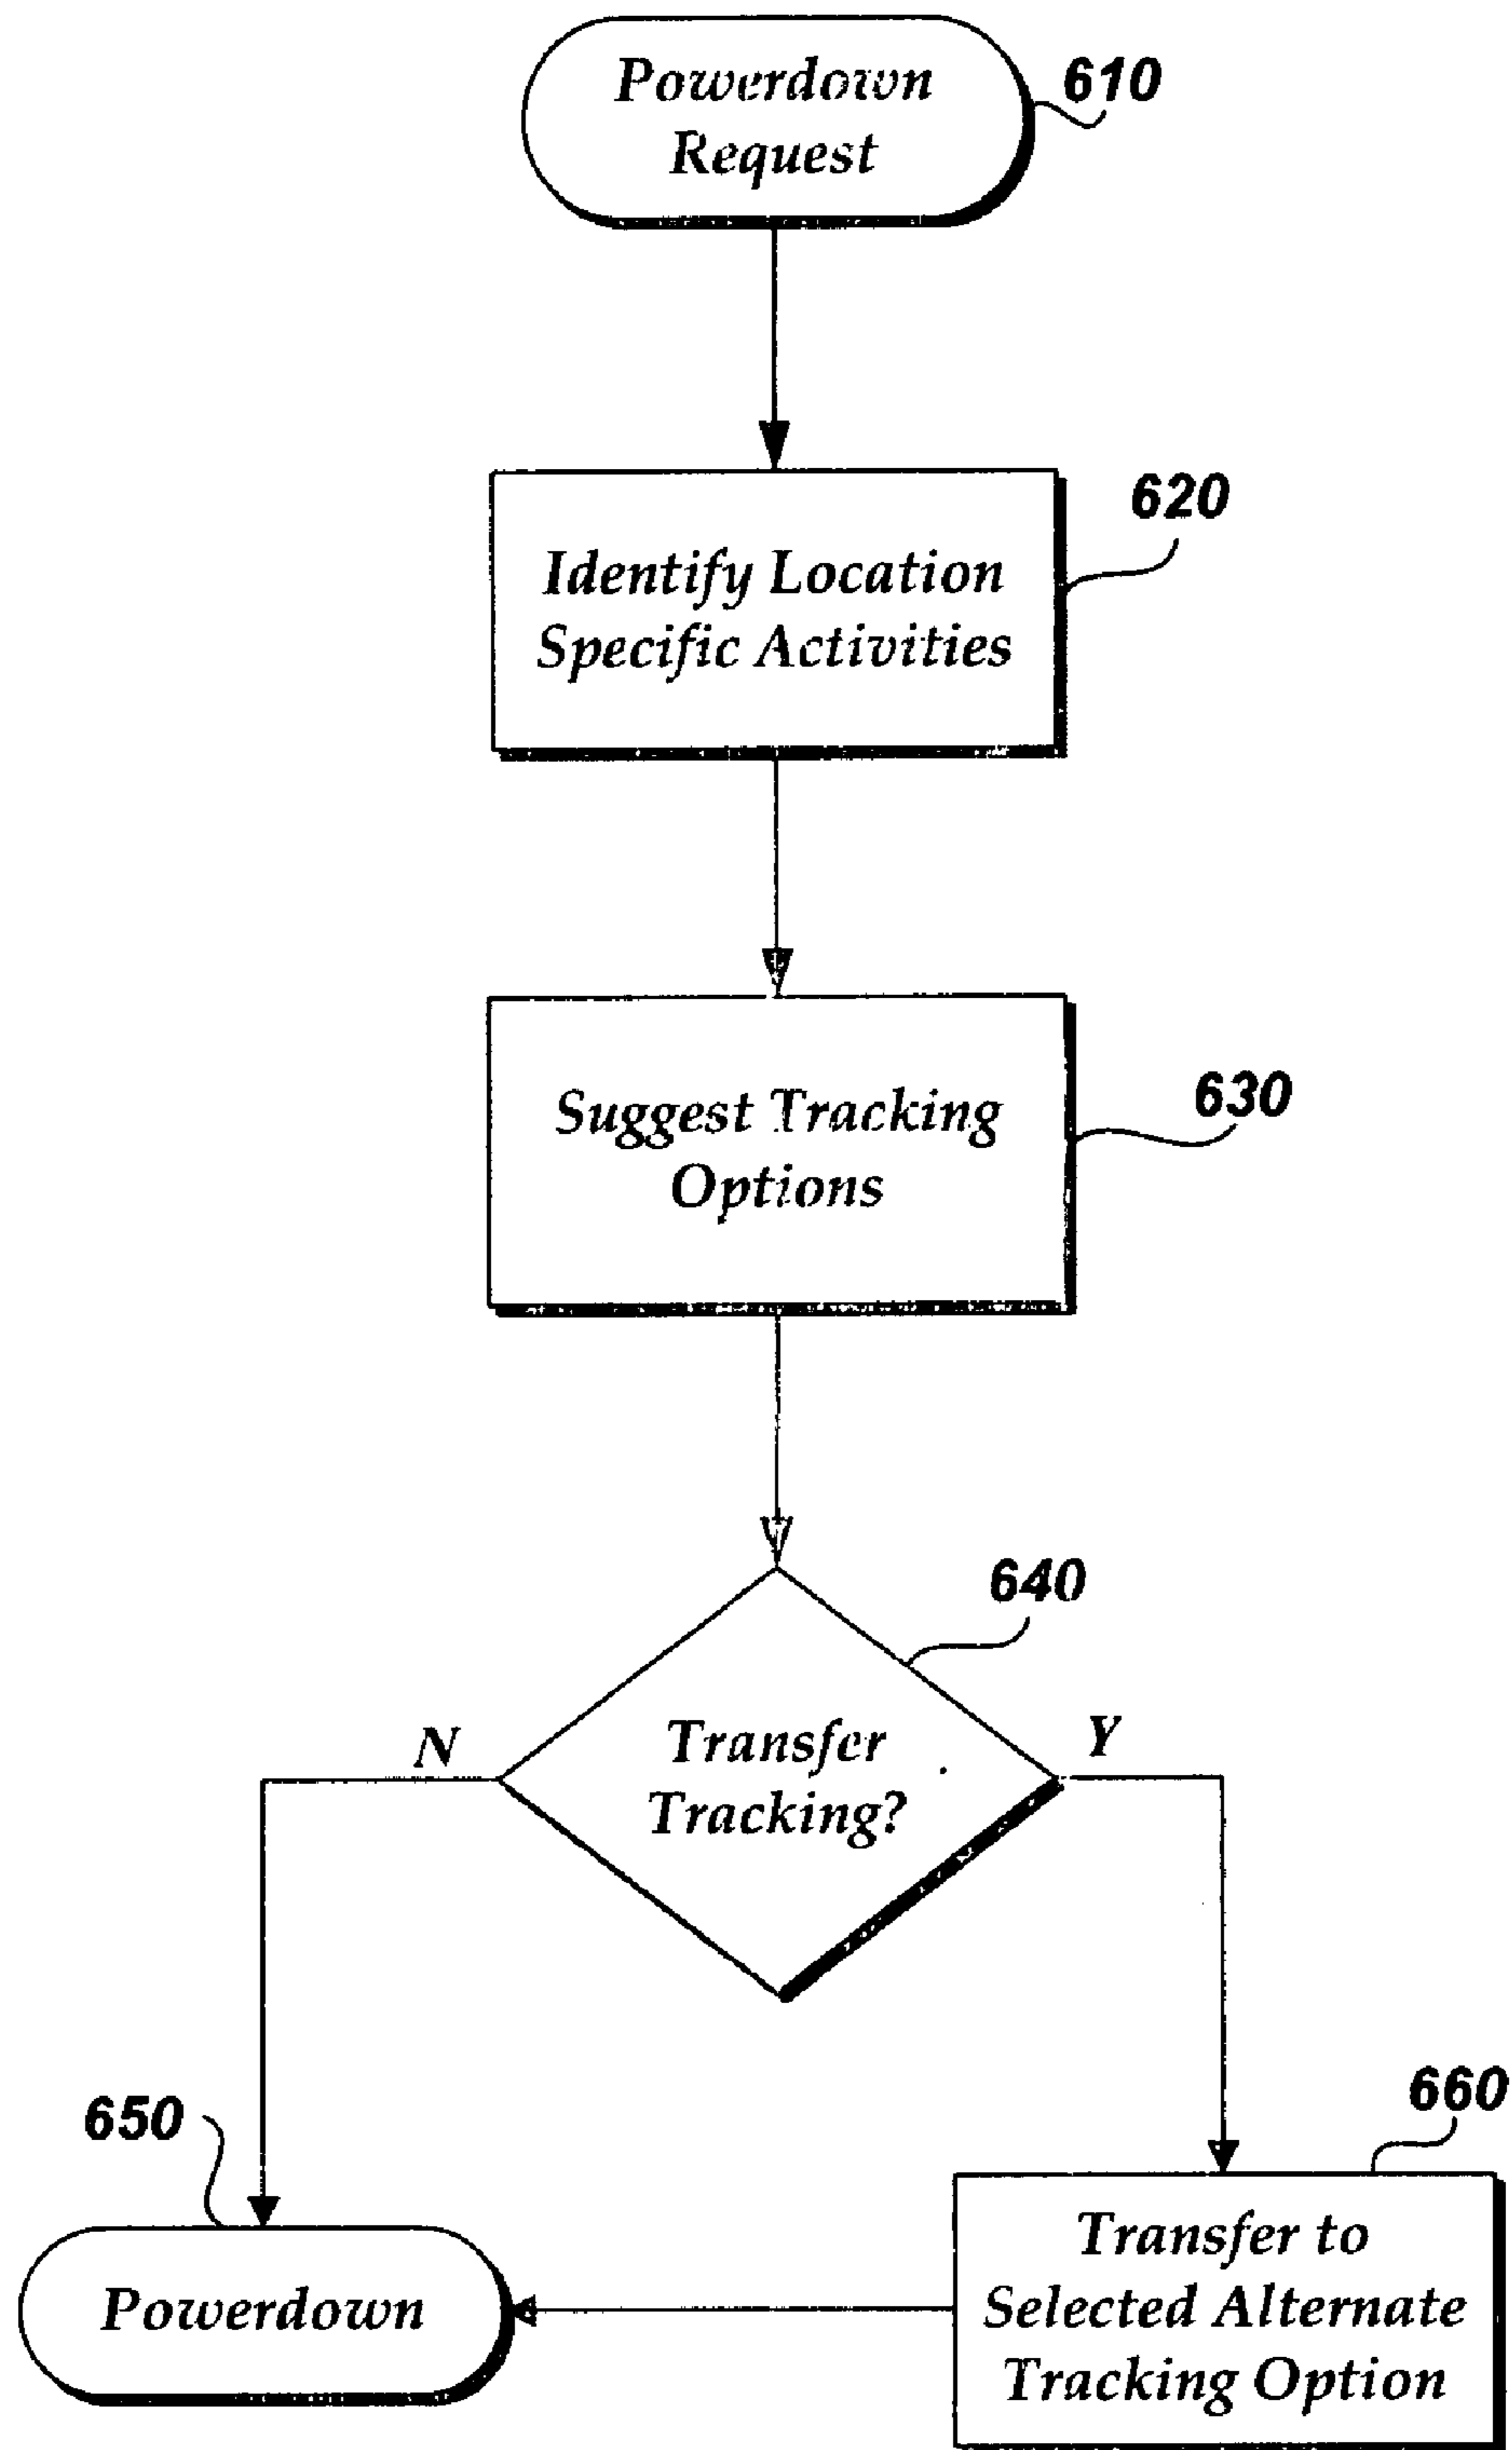 Powerdown
Request
610
Identify Location
Specific Activities
620
Suggest Tracking
Options
630
640
Transfer
Tracking?
N
Y
650
Powerdown
660
Transfer to
Selected Alternate
Tracking Option